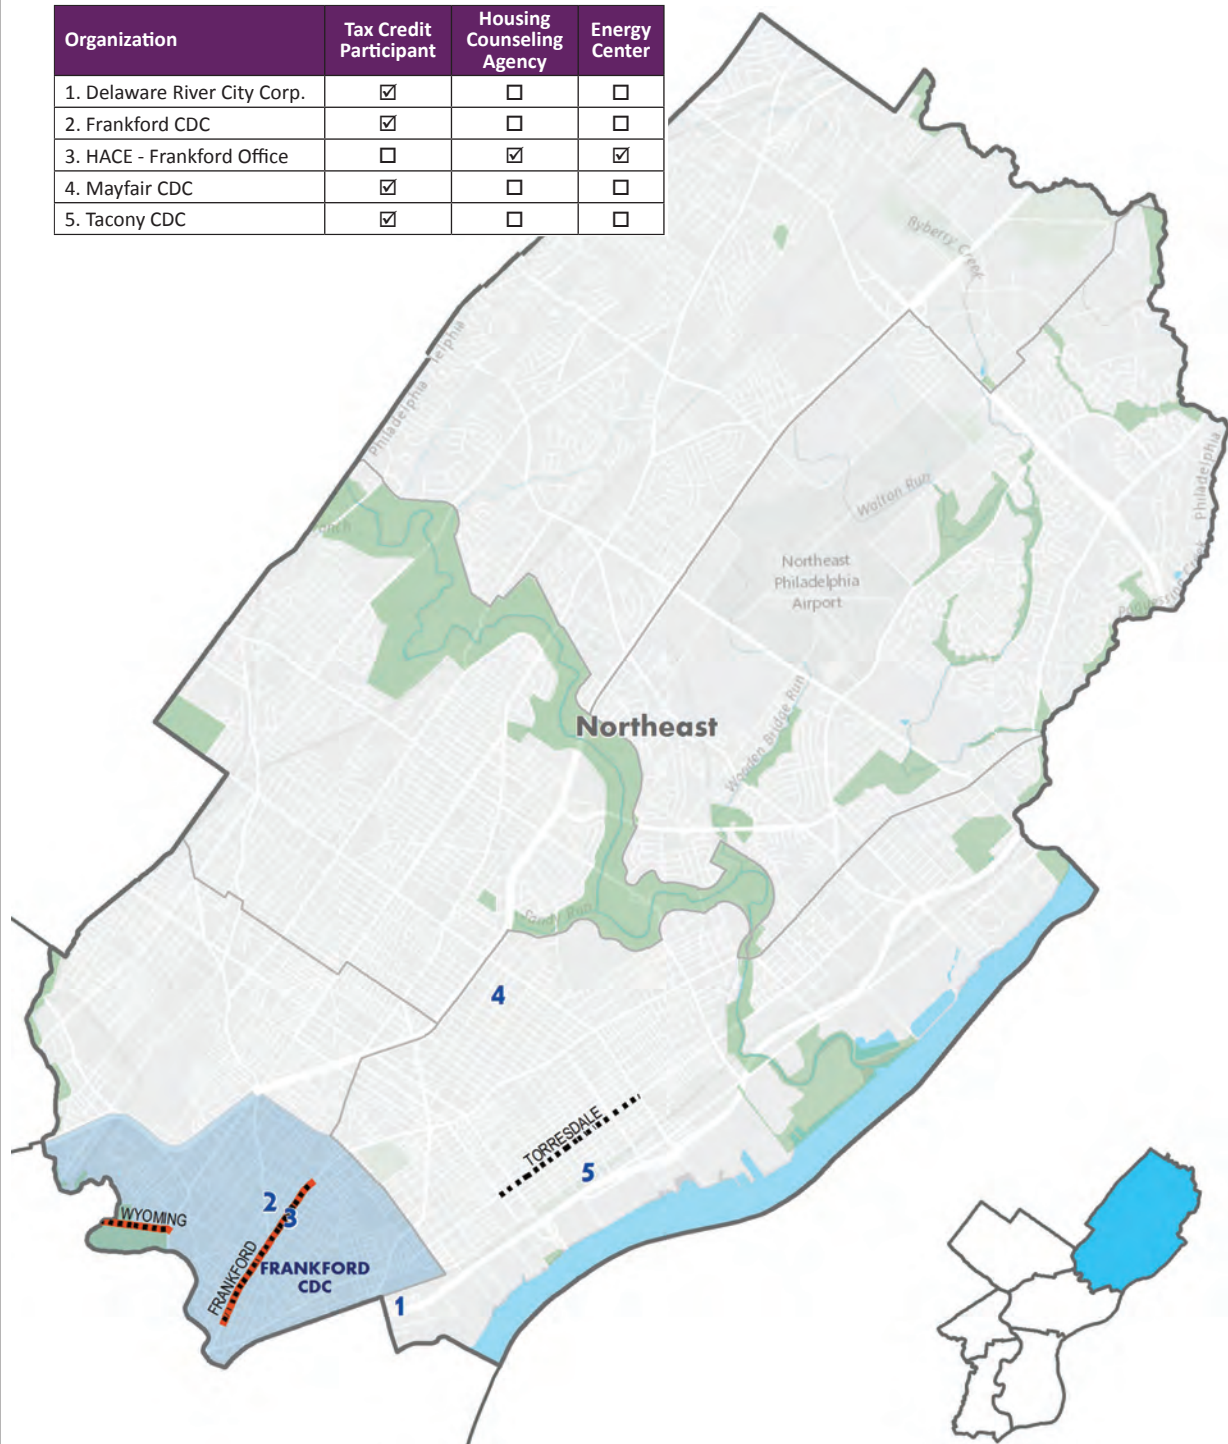 Organization
Tax Credit
Participant
Housing
Counseling
Agency
Energy
Center
1. Delaware River City Corp. ☑ ☐ ☐
2. Frankford CDC ☑ ☐ ☐
3. HACE - Frankford Office ☐ ☑ ☑
4. Mayfair CDC ☑ ☐ ☐
5. Tacony CDC ☑ ☐ ☐
Byberry Creek
Philadelphia
Philadelphia
Walton Run
Northeast
Philadelphia
Airport
Northeast
Wooden Bridge Run
Sandy Run
4
TORRESDALE
5
2
3
WYOMING
FRANKFORD
FRANKFORD
CDC
1